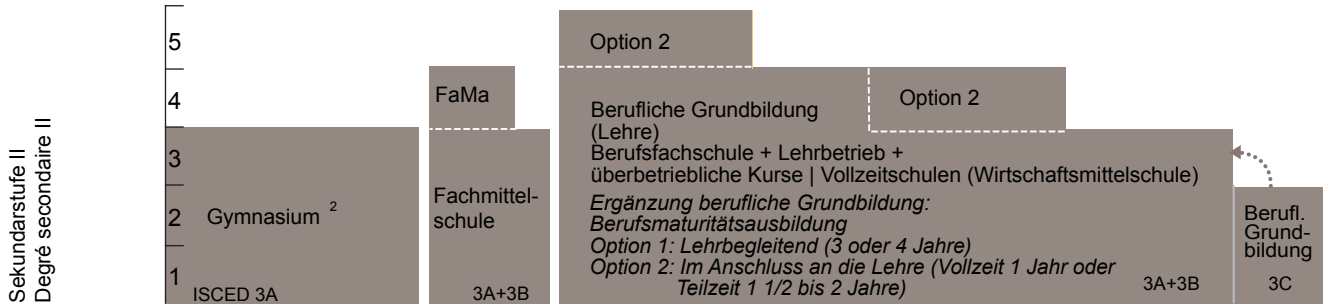 Sekundarstufe II
Degré secondaire II
5
4
3
2
1
Gymnasium 2
ISCED 3A
FaMa
Fachmittel-
schule
3A+3B
Option 2
Option 2
Berufliche Grundbildung
(Lehre)
Berufsfachschule + Lehrbetrieb +
überbetriebliche Kurse | Vollzeitschulen (Wirtschaftsmittelschule)
Ergänzung berufliche Grundbildung:
Berufsmaturitätsausbildung
Option 1: Lehrbegleitend (3 oder 4 Jahre)
Option 2: Im Anschluss an die Lehre (Vollzeit 1 Jahr oder
Teilzeit 1 1/2 bis 2 Jahre)
3A+3B
Berufl.
Grund-
bildung
3C